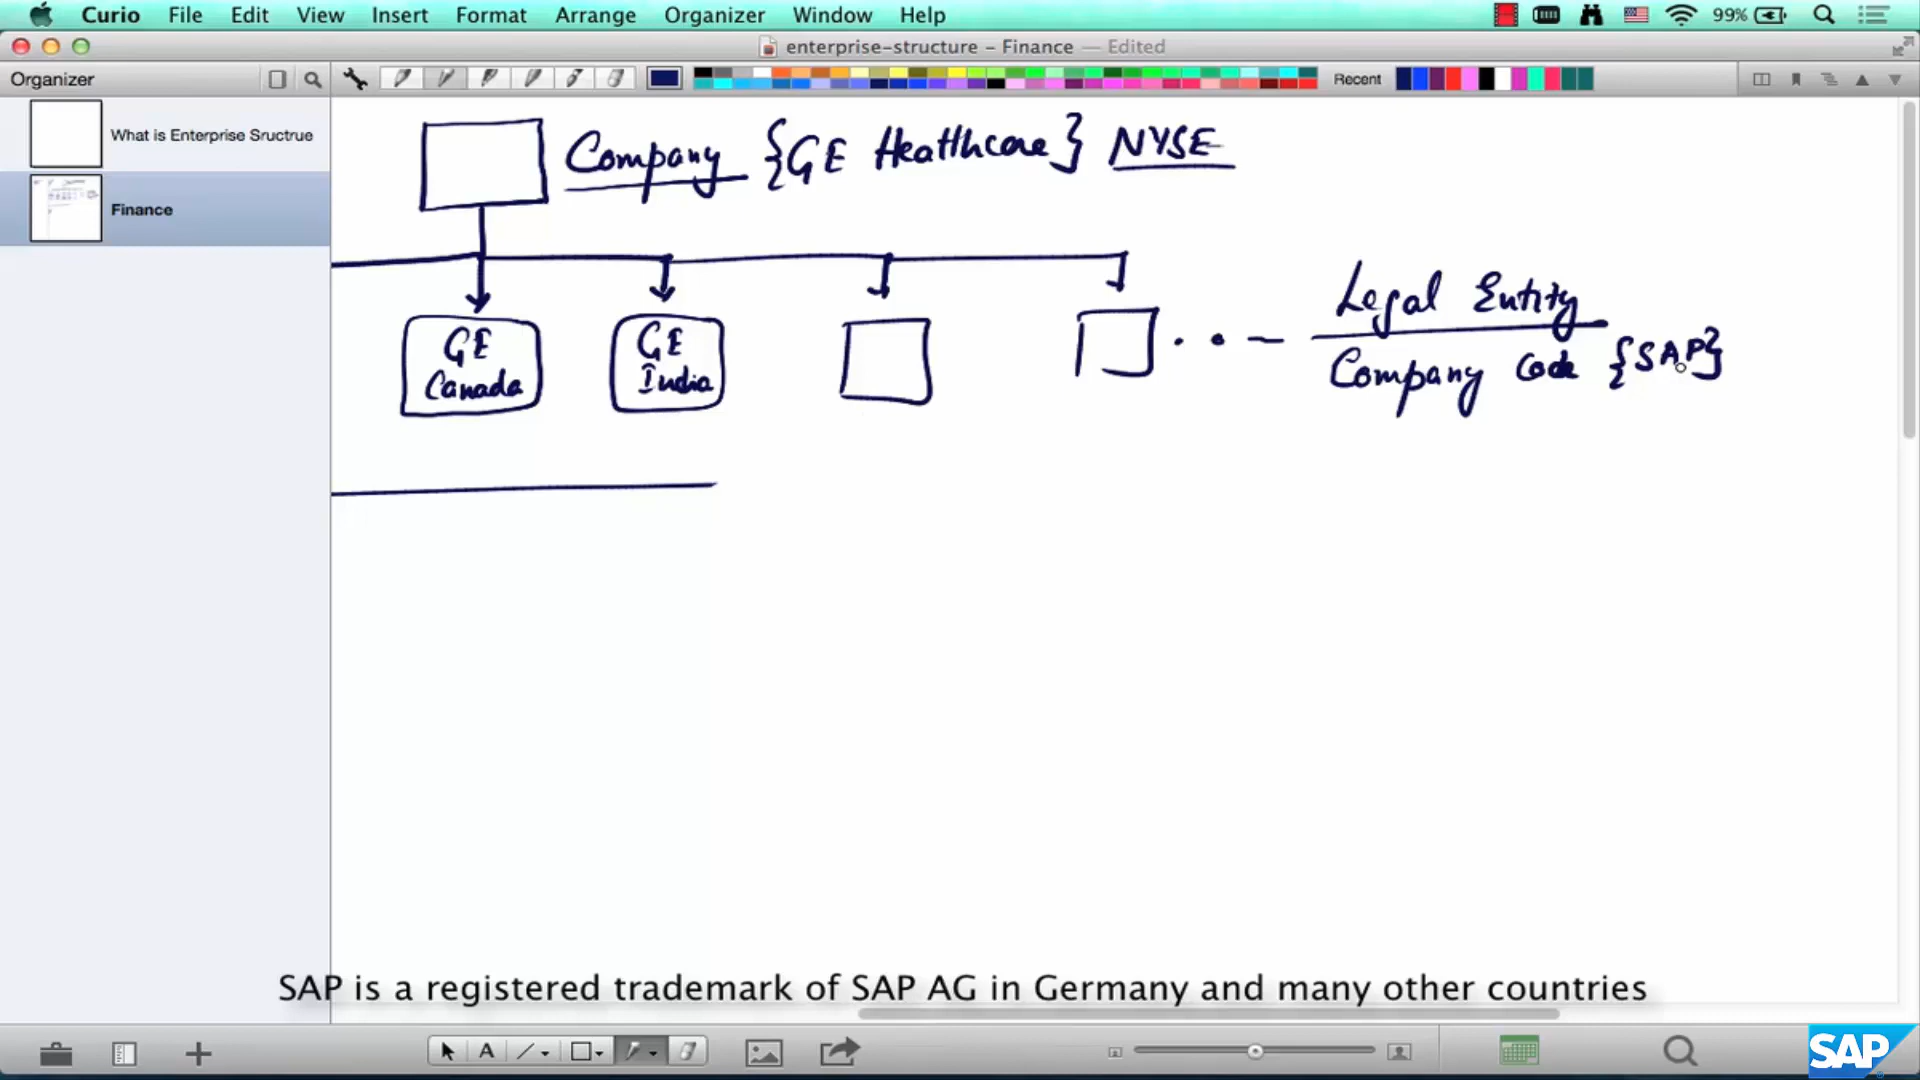 Curio File Edit View Insert Format Arrange Organizer Window Help 99%
enterprise-structure – Finance — Edited
Organizer Recent
What is Enterprise Sructrue
Finance
Company {GE Healthcare} NYSE
GE Canada
GE India
Legal Entity
Company Code {SAP}
SAP is a registered trademark of SAP AG in Germany and many other countries
A
SAP